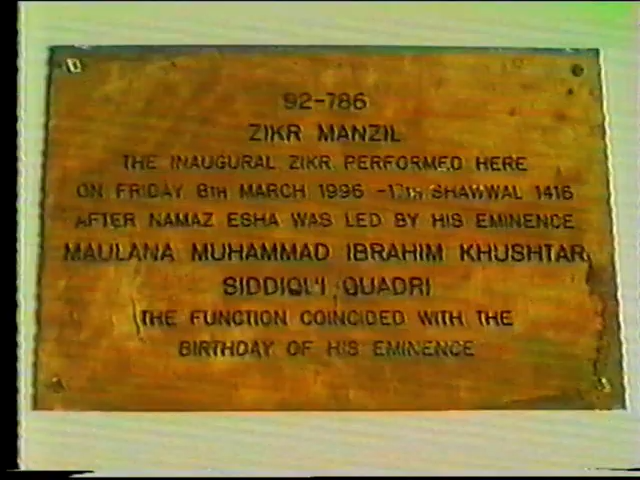 92-786
ZIKR MANZIL
THE INAUGURAL ZIKR PERFORMED HERE
ON FRIDAY 8TH MARCH 1996 - SHAWWAL 1416
AFTER NAMAZ ESHA WAS LED BY HIS EMINENCE
MAULANA MUHAMMAD IBRAHIM KHUSHTAR
SIDDIQUI QUADRI
THE FUNCTION COINCIDED WITH THE
BIRTHDAY OF HIS EMINENCE